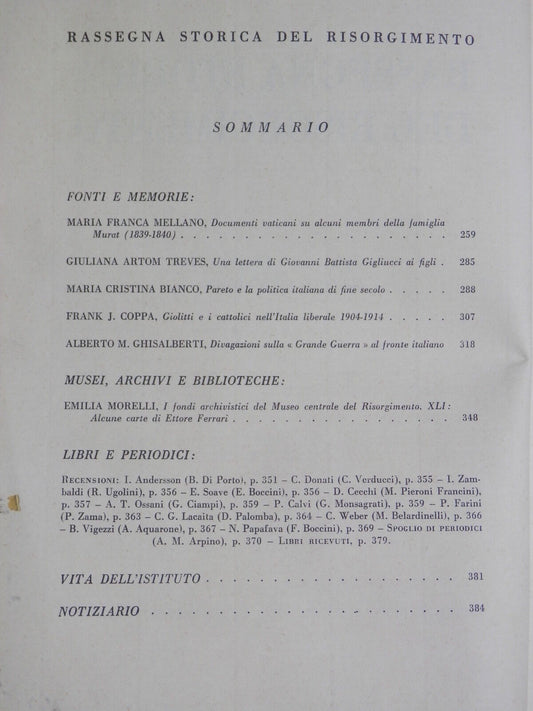 RASSEGNA STORICA DEL RISORGIMENTO
SOMMARIO
FONTI E MEMORIE:
MARIA FRANCA MELLANO, Documenti vaticani su alcuni membri della famiglia
Murat (1839-1840) . . . . . . . . . . . . . . . . . . . . 259
GIULIANA ARTOM TREVES, Una lettera di Giovanni Battista Gigliucci ai figli . 285
MARIA CRISTINA BIANCO, Pareto e la politica italiana di fine secolo . . . . . 288
FRANK J. COPPA, Giolitti e i cattolici nell'Italia liberale 1904-1914 . . . . . 307
ALBERTO M. GHISALBERTI, Divagazioni sulla « Grande Guerra » al fronte italiano 318
MUSEI, ARCHIVI E BIBLIOTECHE:
EMILIA MORELLI, I fondi archivistici del Museo centrale del Risorgimento. XLI:
Alcune carte di Ettore Ferrari . . . . . . . . . . . . . . . . 348
LIBRI E PERIODICI:
RECENSIONI: I. Andersson (B. Di Porto), p. 351 – C. Donati (C. Verducci), p. 355 – I. Zam-
baldi (R. Ugolini), p. 356 – E. Soave (E. Boccini), p. 356 – D. Cecchi (M. Pieroni Francini),
p. 357 – A. T. Ossani (G. Ciampi), p. 359 – P. Calvi (G. Monsagrati), p. 359 – P. Farini
(P. Zama), p. 363 – C. G. Lacaita (D. Palomba), p. 364 – C. Weber (M. Belardinelli), p. 366
– B. Vigezzi (A. Aquarone), p. 367 – N. Papafava (F. Boccini), p. 369 – SPOGLIO DI PERIODICI
(A. M. Arpino), p. 370 – LIBRI RICEVUTI, p. 379.
VITA DELL'ISTITUTO . . . . . . . . . . . . . . . . . . . 381
NOTIZIARIO . . . . . . . . . . . . . . . . . . . . . . . 384